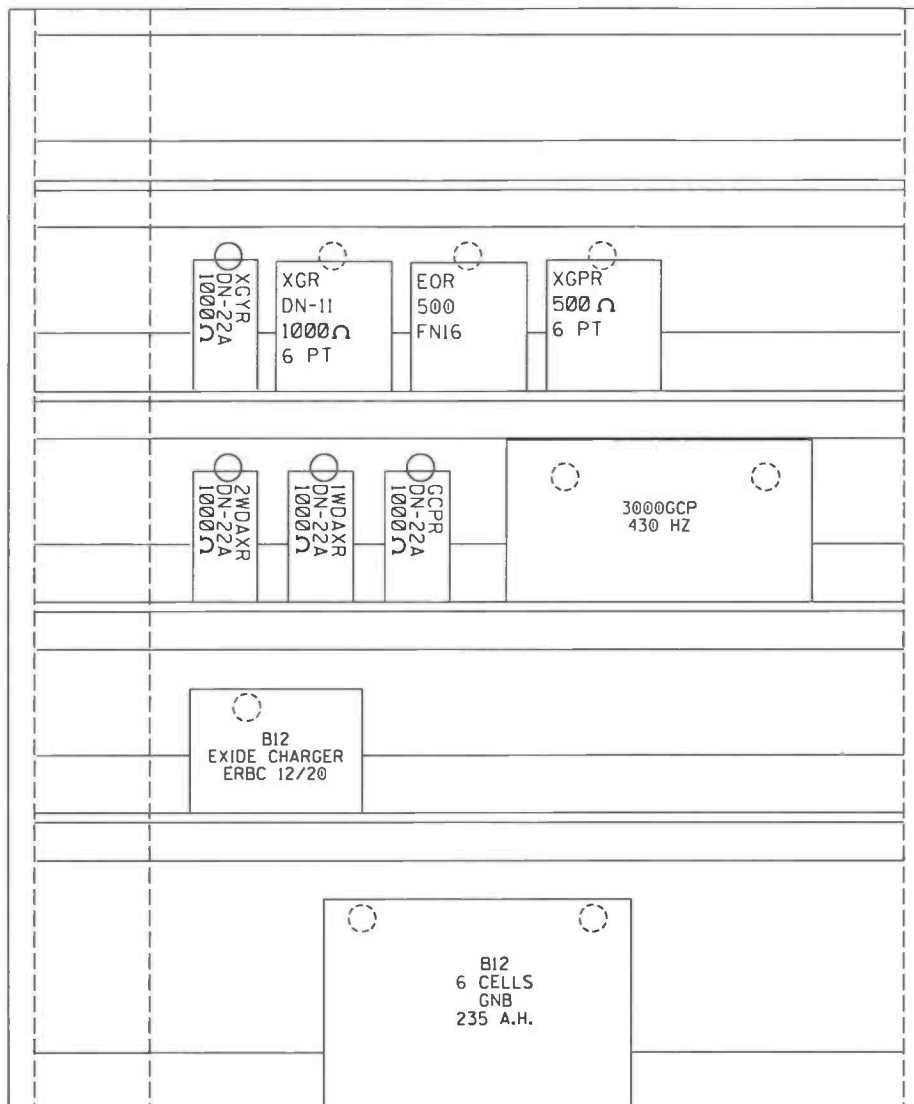 XGYR
DN-22A
1000Ω
XGR
DN-11
1000Ω
6 PT
EOR
500
FN16
XGPR
500Ω
6 PT
2WDAXR
DN-22A
1000Ω
1WDAXR
DN-22A
1000Ω
GCPR
DN-22A
1000Ω
3000GCP
430 HZ
B12
EXIDE CHARGER
ERBC 12/20
B12
6 CELLS
GNB
235 A.H.